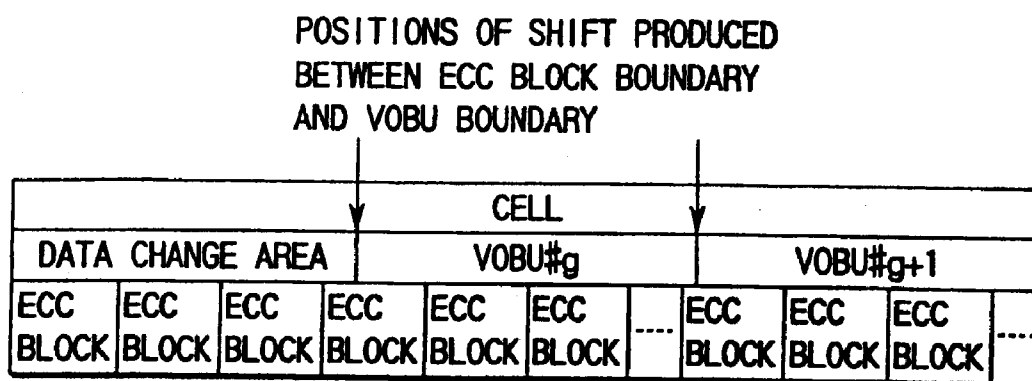 POSITIONS OF SHIFT PRODUCED
BETWEEN ECC BLOCK BOUNDARY
AND VOBU BOUNDARY
CELL
DATA CHANGE AREA VOBU#g VOBU#g+1
ECC ECC ECC ECC ECC ECC ECC ECC ECC
BLOCK BLOCK BLOCK BLOCK BLOCK BLOCK ---- BLOCK BLOCK BLOCK ----